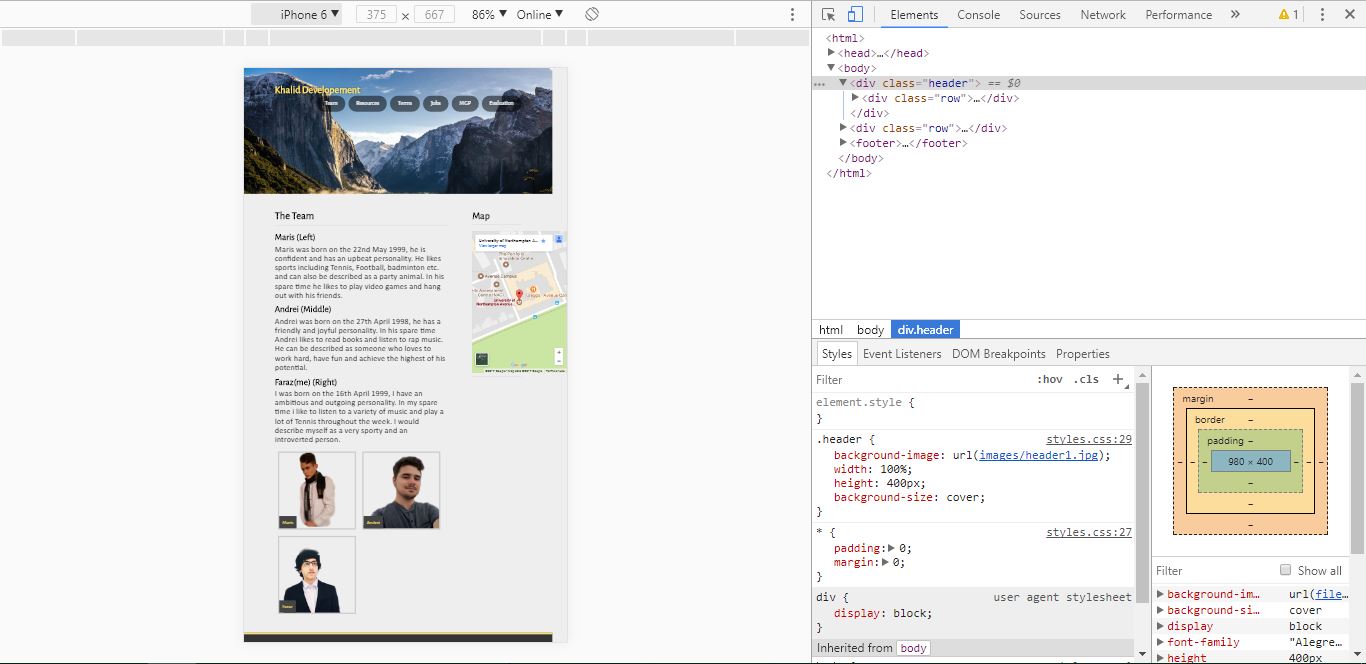 iPhone 6 ▼ 375 × 667 86% ▼ Online ▼
Khalid Developement
Team Resources Terms Jobs MCP Evaluation
The Team
Maris (Left)
Maris was born on the 22nd May 1999, he is
confident and has an upbeat personality. He likes
sports including Tennis, Football, badminton etc.
and can also be described as a party animal. In his
spare time he likes to play video games and hang
out with his friends.
Andrei (Middle)
Andrei was born on the 27th April 1998, he has a
friendly and joyful personality. In his spare time
Andrei likes to read books and listen to rap music.
He can be described as someone who loves to
work hard, have fun and achieve the highest of his
potential.
Faraz(me) (Right)
I was born on the 16th April 1999, I have an
ambitious and outgoing personality. In my spare
time i like to listen to a variety of music and play a
lot of Tennis throughout the week. I would
describe myself as a very sporty and an
introverted person.
Maris
Andrei
Faraz
Map
University of Northampton A...
View larger map
Avenue Campus
University of
Northampton Avenue
Google
Elements Console Sources Network Performance » 1
<html>
▶<head>…</head>
▼<body>
… ▼<div class="header"> == $0
▶<div class="row">…</div>
</div>
▶<div class="row">…</div>
▶<footer>…</footer>
</body>
</html>
html body div.header
Styles Event Listeners DOM Breakpoints Properties
Filter :hov .cls +
element.style {
}
.header { styles.css:29
background-image: url(images/header1.jpg);
width: 100%;
height: 400px;
background-size: cover;
}
* { styles.css:27
padding:▶ 0;
margin:▶ 0;
}
div { user agent stylesheet
display: block;
}
Inherited from body
margin –
border –
padding –
– – – 980 × 400 – – –
–
–
–
Filter Show all
▶ background-im… url(file…
▶ background-si… cover
▶ display block
▶ font-family "Alegre…
▶ height 400px